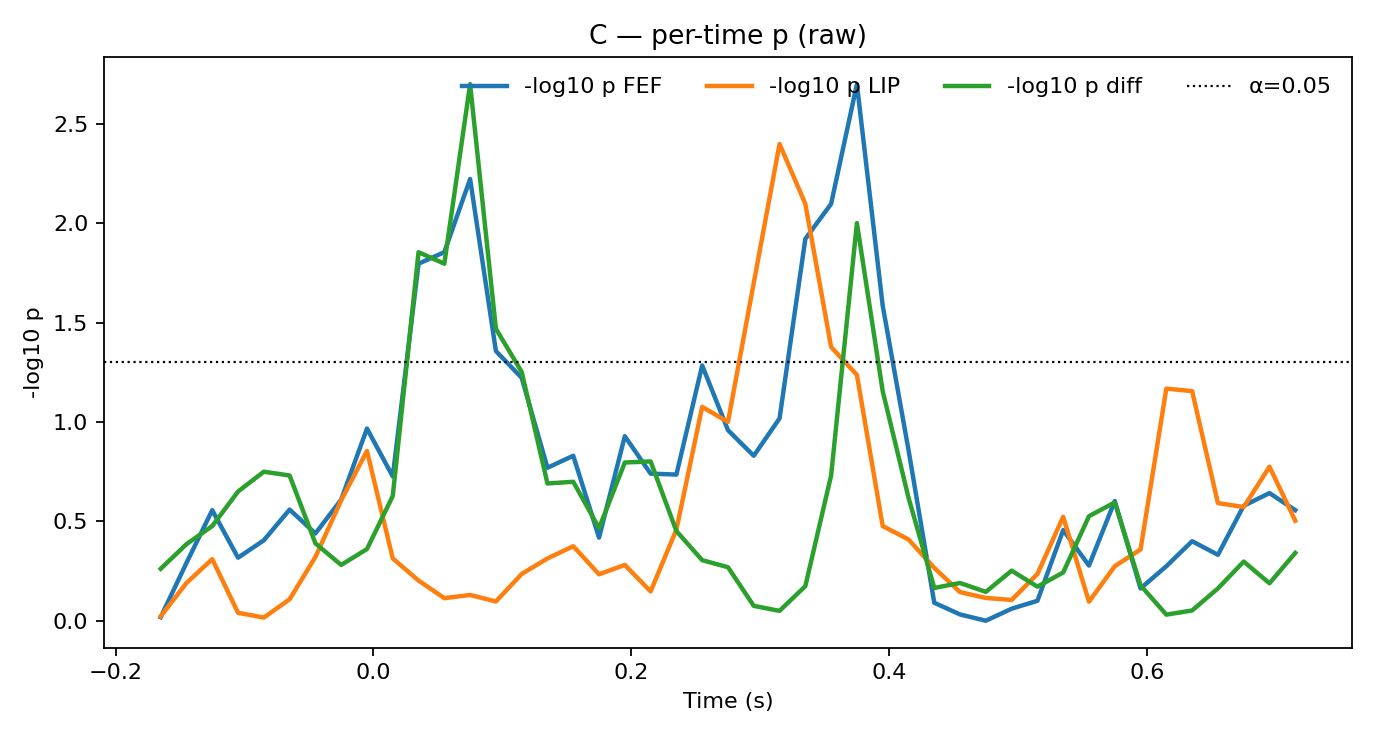 C — per-time p (raw)
-log10 p FEF
-log10 p LIP
-log10 p diff
α=0.05
2.5
2.0
1.5
1.0
0.5
0.0
-log10 p
−0.2
0.0
0.2
0.4
0.6
Time (s)